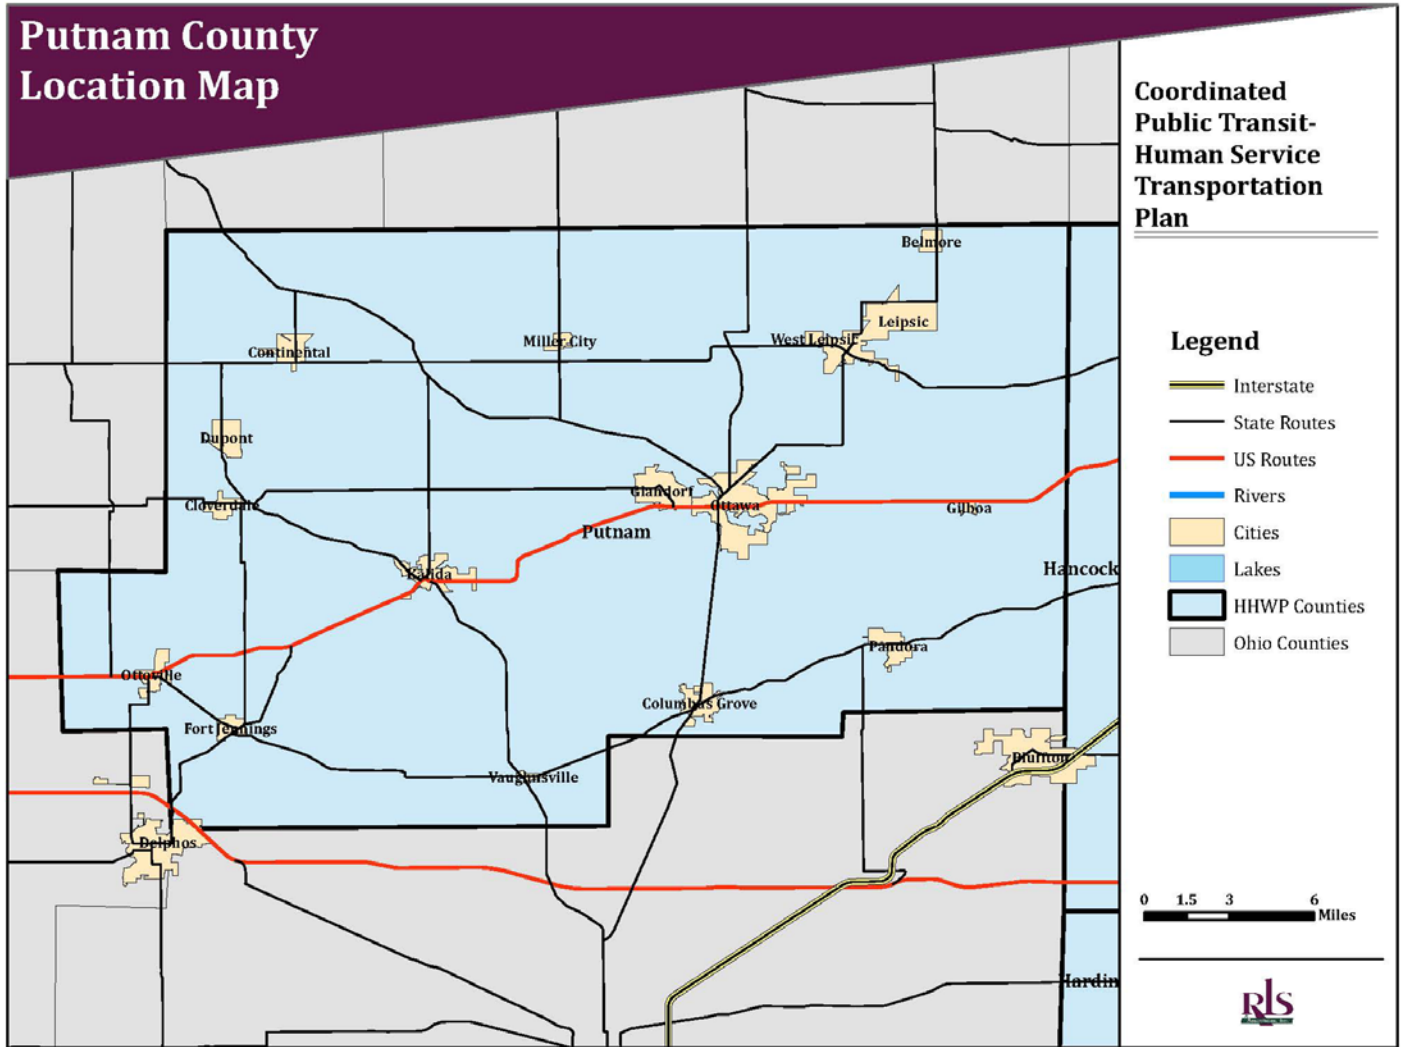 Putnam County
Location Map
Coordinated
Public Transit-
Human Service
Transportation
Plan
Belmore
Leipsic
West Leipsic
Miller City
Continental
Dupont
Cloverdale
Glandorf
Ottawa
Gilboa
Putnam
Kalida
Hancock
Pandora
Ottoville
Columbus Grove
Fort Jennings
Vaughnsville
Bluffton
Delphos
Hardin
Legend
Interstate
State Routes
US Routes
Rivers
Cities
Lakes
HHWP Counties
Ohio Counties
0 1.5 3 6
Miles
RLS